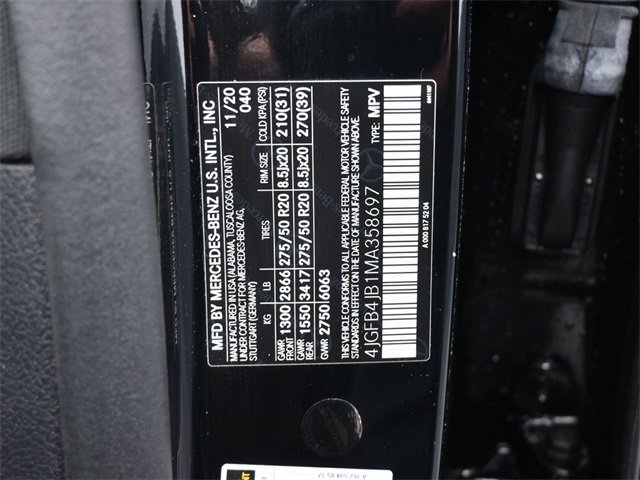 MFD BY MERCEDES-BENZ U.S. INTL., INC 11/20
MANUFACTURED IN USA (ALABAMA, TUSCALOOSA COUNTY) 040
UNDER CONTRACT FOR MERCEDES-BENZ AG,
STUTTGART (GERMANY)
KG LB TIRES RIM SIZE COLD KPA(PSI)
GAWR FRONT 1300 2866 275/50 R20 8.5Jx20 210(31)
GAWR REAR 1550 3417 275/50 R20 8.5Jx20 270(39)
GVWR 2750 6063
THIS VEHICLE CONFORMS TO ALL APPLICABLE FEDERAL MOTOR VEHICLE SAFETY
STANDARDS IN EFFECT ON THE DATE OF MANUFACTURE SHOWN ABOVE.
4JGFB4JB1MA358697 TYPE: MPV
A 000 817 52 04